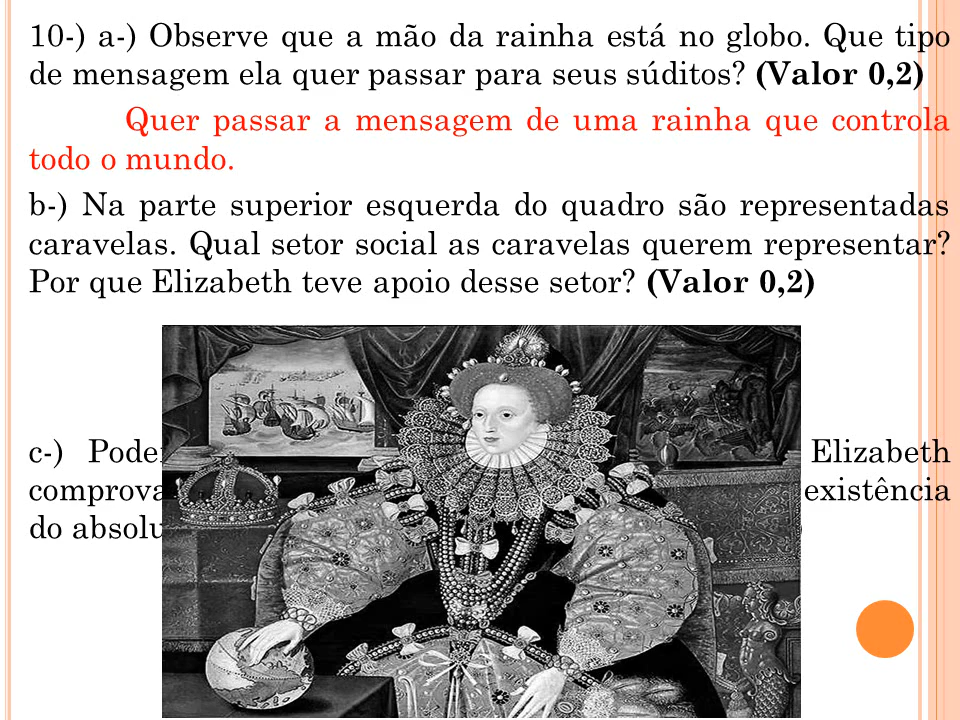 10-) a-) Observe que a mão da rainha está no globo. Que tipo
de mensagem ela quer passar para seus súditos? (Valor 0,2)
Quer passar a mensagem de uma rainha que controla
todo o mundo.
b-) Na parte superior esquerda do quadro são representadas
caravelas. Qual setor social as caravelas querem representar?
Por que Elizabeth teve apoio desse setor? (Valor 0,2)
c-) Elizabeth
existência
do